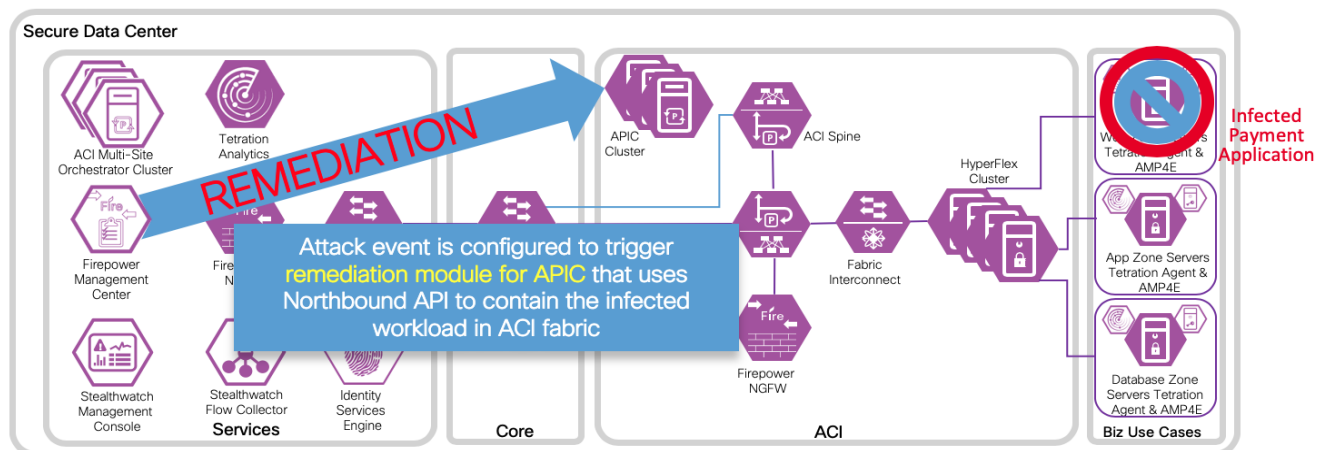 Secure Data Center
ACI Multi-Site
Orchestrator Cluster
Tetration
Analytics
REMEDIATION
APIC
Cluster
ACI Spine
HyperFlex
Cluster
Infected
Payment
Application
Tetration Agent &
AMP4E
Fire
Firepower
Management
Center
Fire
Attack event is configured to trigger
remediation module for APIC that uses
Northbound API to contain the infected
workload in ACI fabric
Fabric
Interconnect
App Zone Servers
Tetration Agent &
AMP4E
Fire
Firepower
NGFW
Stealthwatch
Management
Console
Stealthwatch
Flow Collector
Identity
Services
Engine
Database Zone
Servers Tetration
Agent & AMP4E
Services
Core
ACI
Biz Use Cases